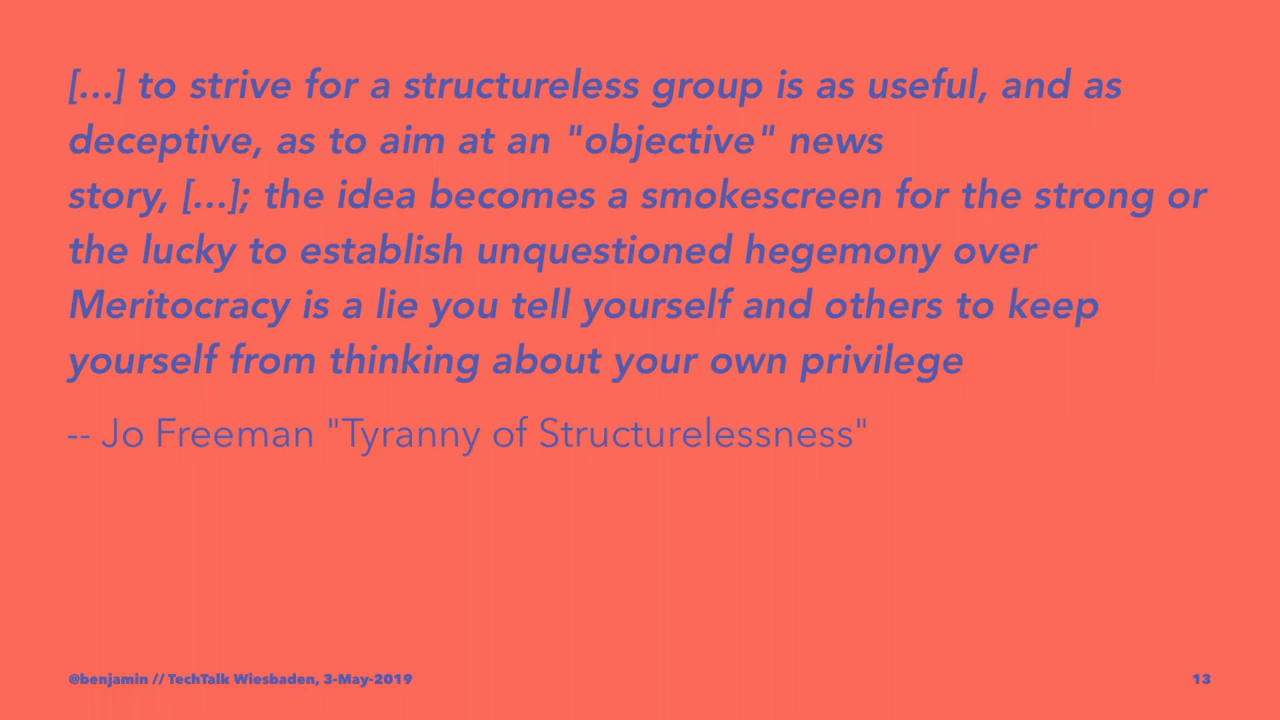 [...] to strive for a structureless group is as useful, and as
deceptive, as to aim at an "objective" news
story, [...]; the idea becomes a smokescreen for the strong or
the lucky to establish unquestioned hegemony over
Meritocracy is a lie you tell yourself and others to keep
yourself from thinking about your own privilege
-- Jo Freeman "Tyranny of Structurelessness"
@benjamin // TechTalk Wiesbaden, 3-May-2019
13